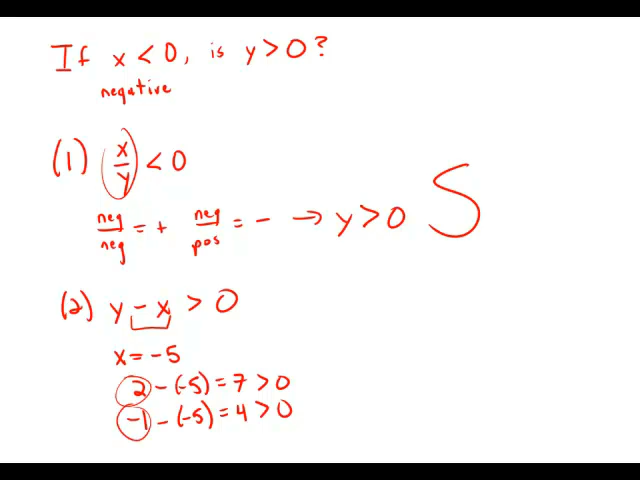 If x < 0, is y > 0?
negative
(1) x/y < 0
neg/neg = + neg/pos = - → y > 0 S
(2) y - x > 0
x = -5
2 - (-5) = 7 > 0
-1 - (-5) = 4 > 0